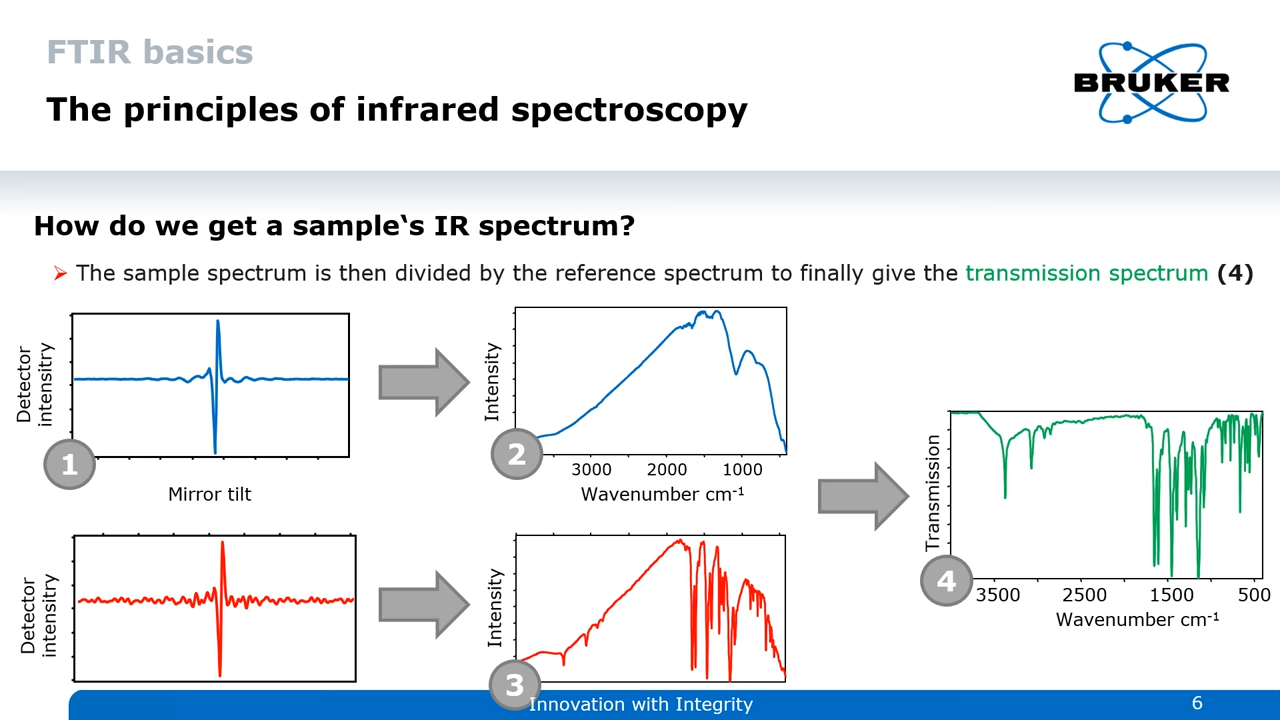 FTIR basics
The principles of infrared spectroscopy
BRUKER
How do we get a sample‘s IR spectrum?
The sample spectrum is then divided by the reference spectrum to finally give the transmission spectrum (4)
Detector
intensitry
1
Mirror tilt
Intensity
2
3000 2000 1000
Wavenumber cm-1
Detector
intensitry
Intensity
3
Transmission
4
3500 2500 1500 500
Wavenumber cm-1
Innovation with Integrity
6